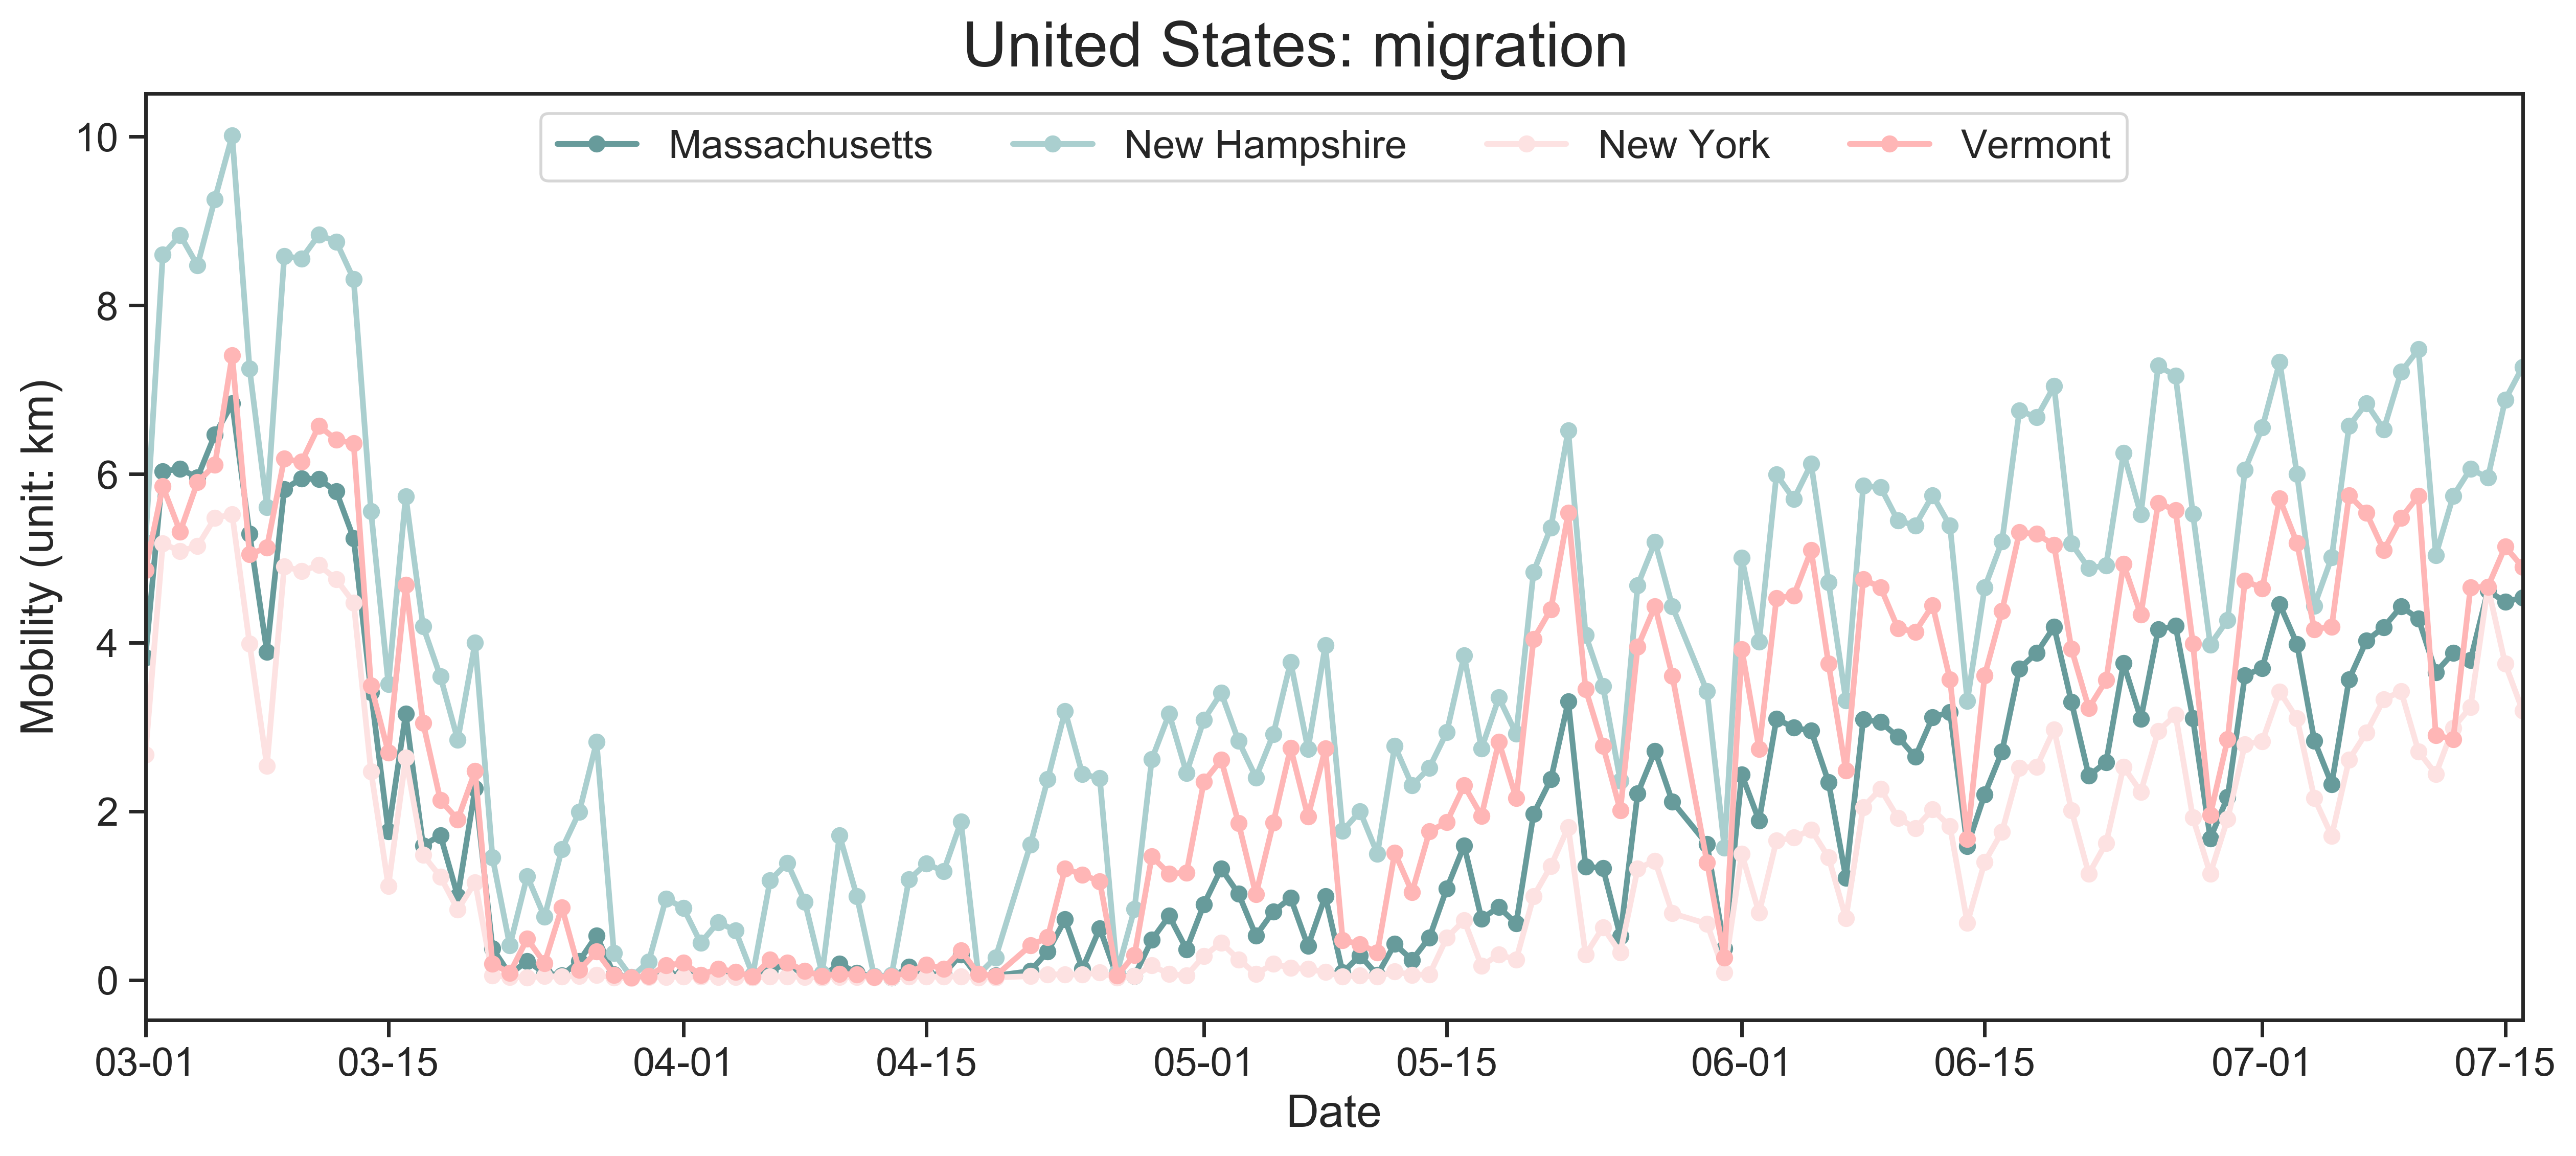 United States: migration
Massachusetts New Hampshire New York Vermont
10
8
6
4
2
0
Mobility (unit: km)
03-01 03-15 04-01 04-15 05-01 05-15 06-01 06-15 07-01 07-15
Date